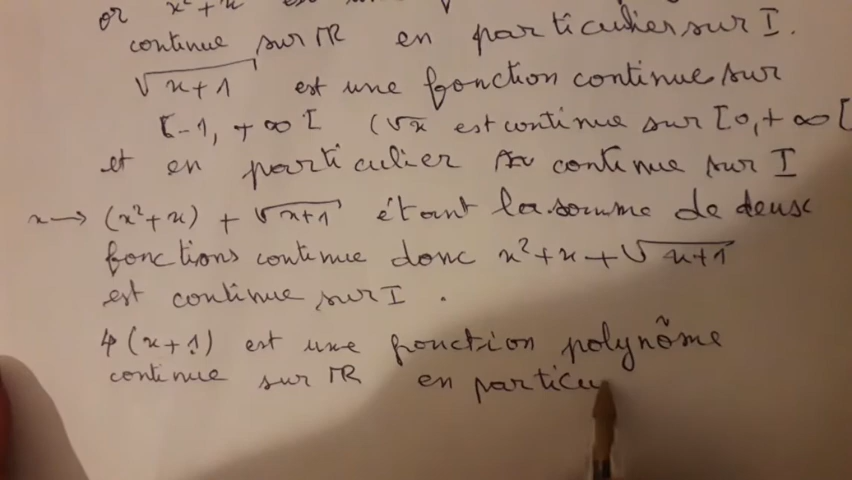 or x²+x
continue sur ℝ en particulier sur I.
√x+1 est une fonction continue sur
[-1, +∞[ (√x est continue sur [0, +∞[
et en particulier continue sur I
x → (x²+x) + √x+1 étant la somme de deux
fonctions continue donc x²+x+√x+1
est continue sur I.
4(x+1) est une fonction polynôme
continue sur ℝ en particu